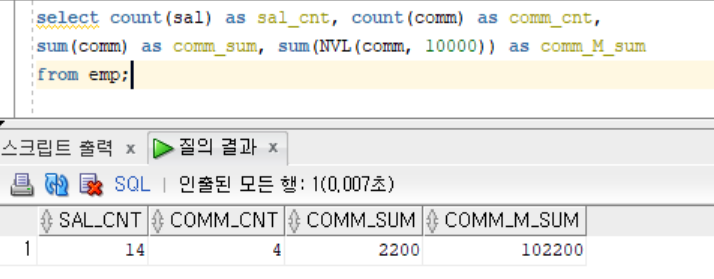 select count(sal) as sal_cnt, count(comm) as comm_cnt,
sum(comm) as comm_sum, sum(NVL(comm, 10000)) as comm_M_sum
from emp;
스크립트 출력 x 질의 결과 x
SQL | 인출된 모든 행: 1(0,007초)
SAL_CNT COMM_CNT COMM_SUM COMM_M_SUM
1 14 4 2200 102200